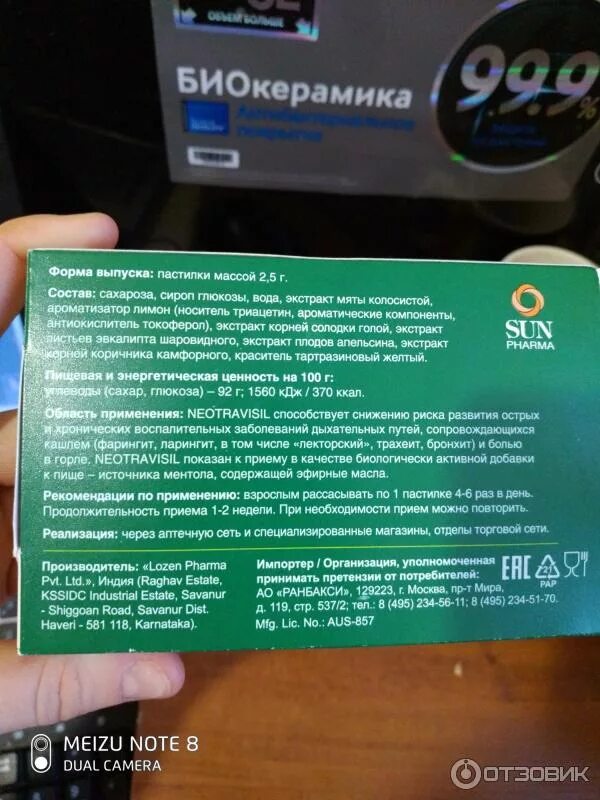 ОБЪЕМ БОЛЬШЕ
БИОкерамика
99.9%
Антибактериальное
покрытие
Форма выпуска: пастилки массой 2,5 г.
Состав: сахароза, сироп глюкозы, вода, экстракт мяты колосистой,
ароматизатор лимон (носитель триацетин, ароматические компоненты,
антиокислитель токоферол), экстракт корней солодки голой, экстракт
листьев эвкалипта шаровидного, экстракт плодов апельсина, экстракт
корней коричника камфорного, краситель тартразиновый желтый.
SUN
PHARMA
Пищевая и энергетическая ценность на 100 г:
углеводы (сахар, глюкоза) – 92 г; 1560 кДж / 370 ккал.
Область применения: NEOTRAVISIL способствует снижению риска развития острых
и хронических воспалительных заболеваний дыхательных путей, сопровождающихся
кашлем (фарингит, ларингит, в том числе «лекторский», трахеит, бронхит) и болью
в горле. NEOTRAVISIL показан к приему в качестве биологически активной добавки
к пище – источника ментола, содержащей эфирные масла.
Рекомендации по применению: взрослым рассасывать по 1 пастилке 4-6 раз в день.
Продолжительность приема 1-2 недели. При необходимости прием можно повторить.
Реализация: через аптечную сеть и специализированные магазины, отделы торговой сети.
Производитель: «Lozen Pharma
Pvt. Ltd.», Индия (Raghav Estate,
KSSIDC Industrial Estate, Savanur
- Shiggoan Road, Savanur Dist.
Haveri - 581 118, Karnataka).
Импортер / Организация, уполномоченная
принимать претензии от потребителей:
АО «РАНБАКСИ», 129223, г. Москва, пр-т Мира,
д. 119, стр. 537/2; тел.: 8 (495) 234-56-11; 8 (495) 234-51-70.
Mfg. Lic. No.: AUS-857
EAC
21
PAP
MEIZU NOTE 8
DUAL CAMERA
ОТЗОВИК